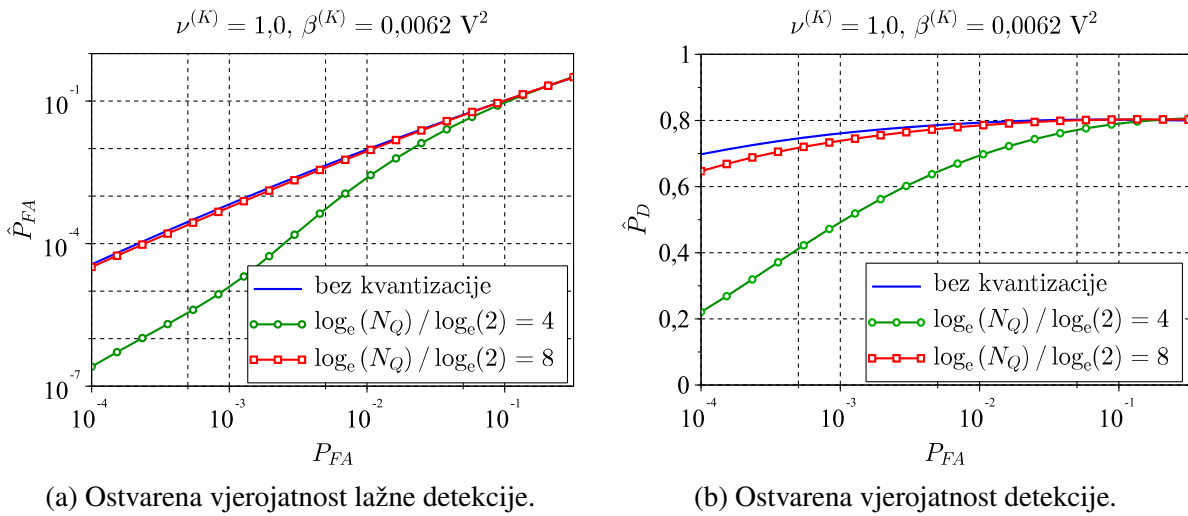 ν^(K) = 1,0, β^(K) = 0,0062 V²
P̂_FA
10^-1
10^-4
10^-7
bez kvantizacije
log_e (N_Q) / log_e(2) = 4
log_e (N_Q) / log_e(2) = 8
10^-4 10^-3 10^-2 10^-1
P_FA
(a) Ostvarena vjerojatnost lažne detekcije.
ν^(K) = 1,0, β^(K) = 0,0062 V²
P̂_D
1
0,8
0,6
0,4
0,2
0
bez kvantizacije
log_e (N_Q) / log_e(2) = 4
log_e (N_Q) / log_e(2) = 8
10^-4 10^-3 10^-2 10^-1
P_FA
(b) Ostvarena vjerojatnost detekcije.